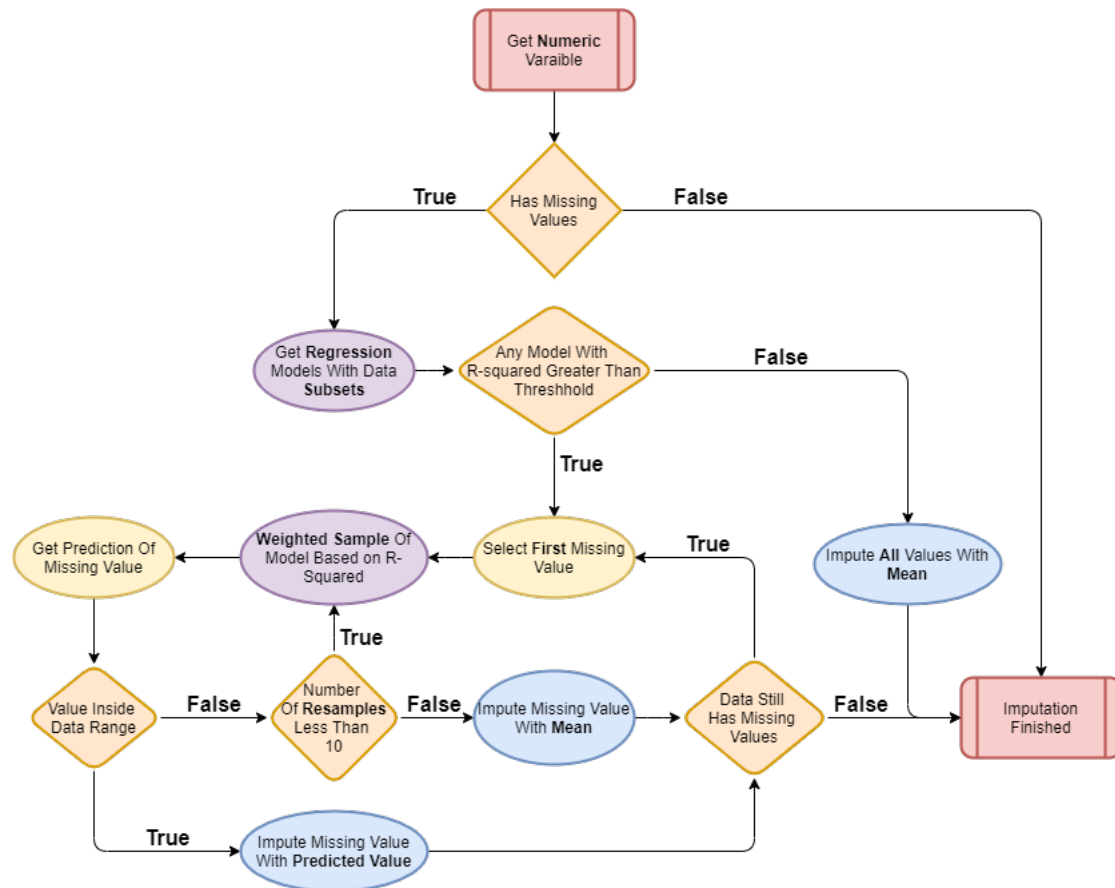 Get Numeric
Varaible
True
False
Has Missing
Values
Get Regression
Models With Data
Subsets
Any Model With
R-squared Greater Than
Threshhold
False
True
Get Prediction Of
Missing Value
Weighted Sample Of
Model Based on R-
Squared
Select First Missing
Value
True
Impute All Values With
Mean
True
Value Inside
Data Range
False
Number
Of Resamples
Less Than
10
False
Impute Missing Value
With Mean
Data Still
Has Missing
Values
False
Imputation
Finished
True
Impute Missing Value
With Predicted Value